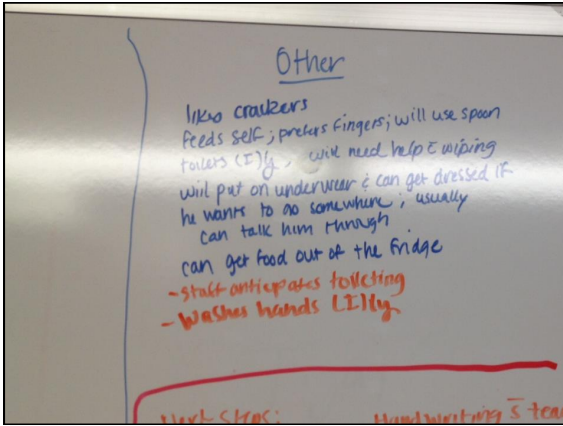 Other
likes crackers
feeds self; prefers fingers; will use spoon
toilets (I)ly, will need help c̄ wiping
will put on underwear & can get dressed if
he wants to go somewhere; usually
can talk him through
can get food out of the fridge
- staff anticipates toileting
- Washes hands (I)lly
Next Steps:
Handwriting s̄ tea